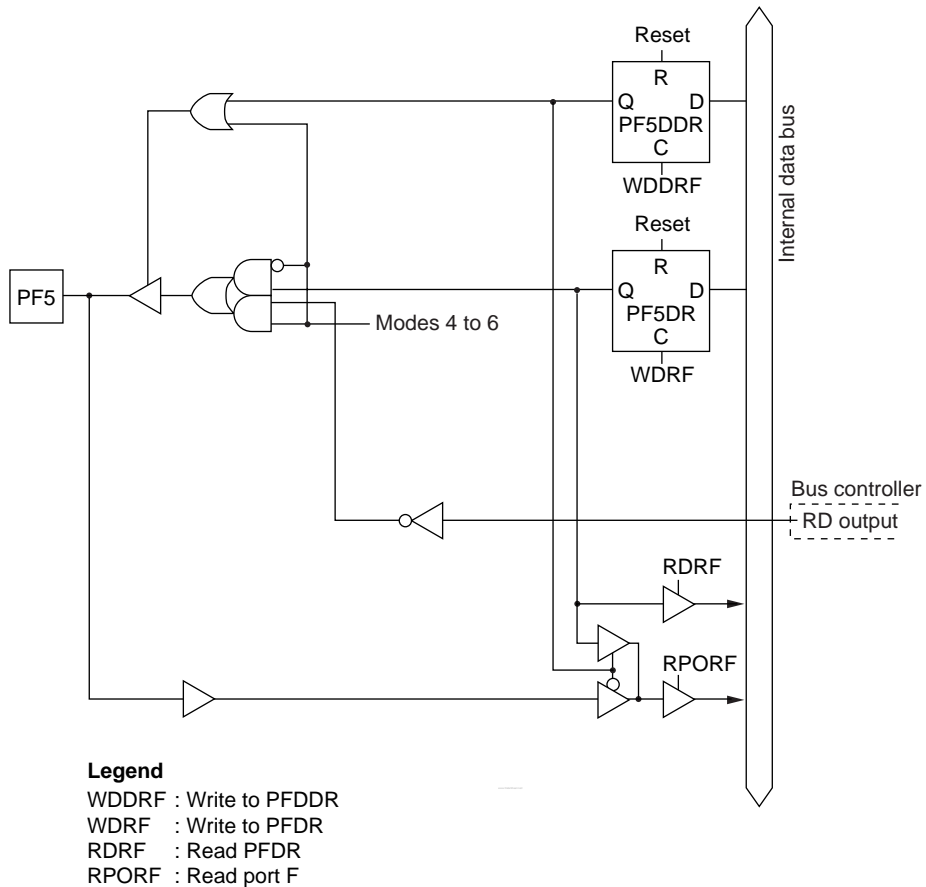 Reset
R
Q D
PF5DDR
C
WDDRF
Internal data bus
Reset
R
Q D
PF5DR
C
WDRF
PF5
Modes 4 to 6
Bus controller
RD output
RDRF
RPORF
Legend
WDDRF : Write to PFDDR
WDRF : Write to PFDR
RDRF : Read PFDR
RPORF : Read port F